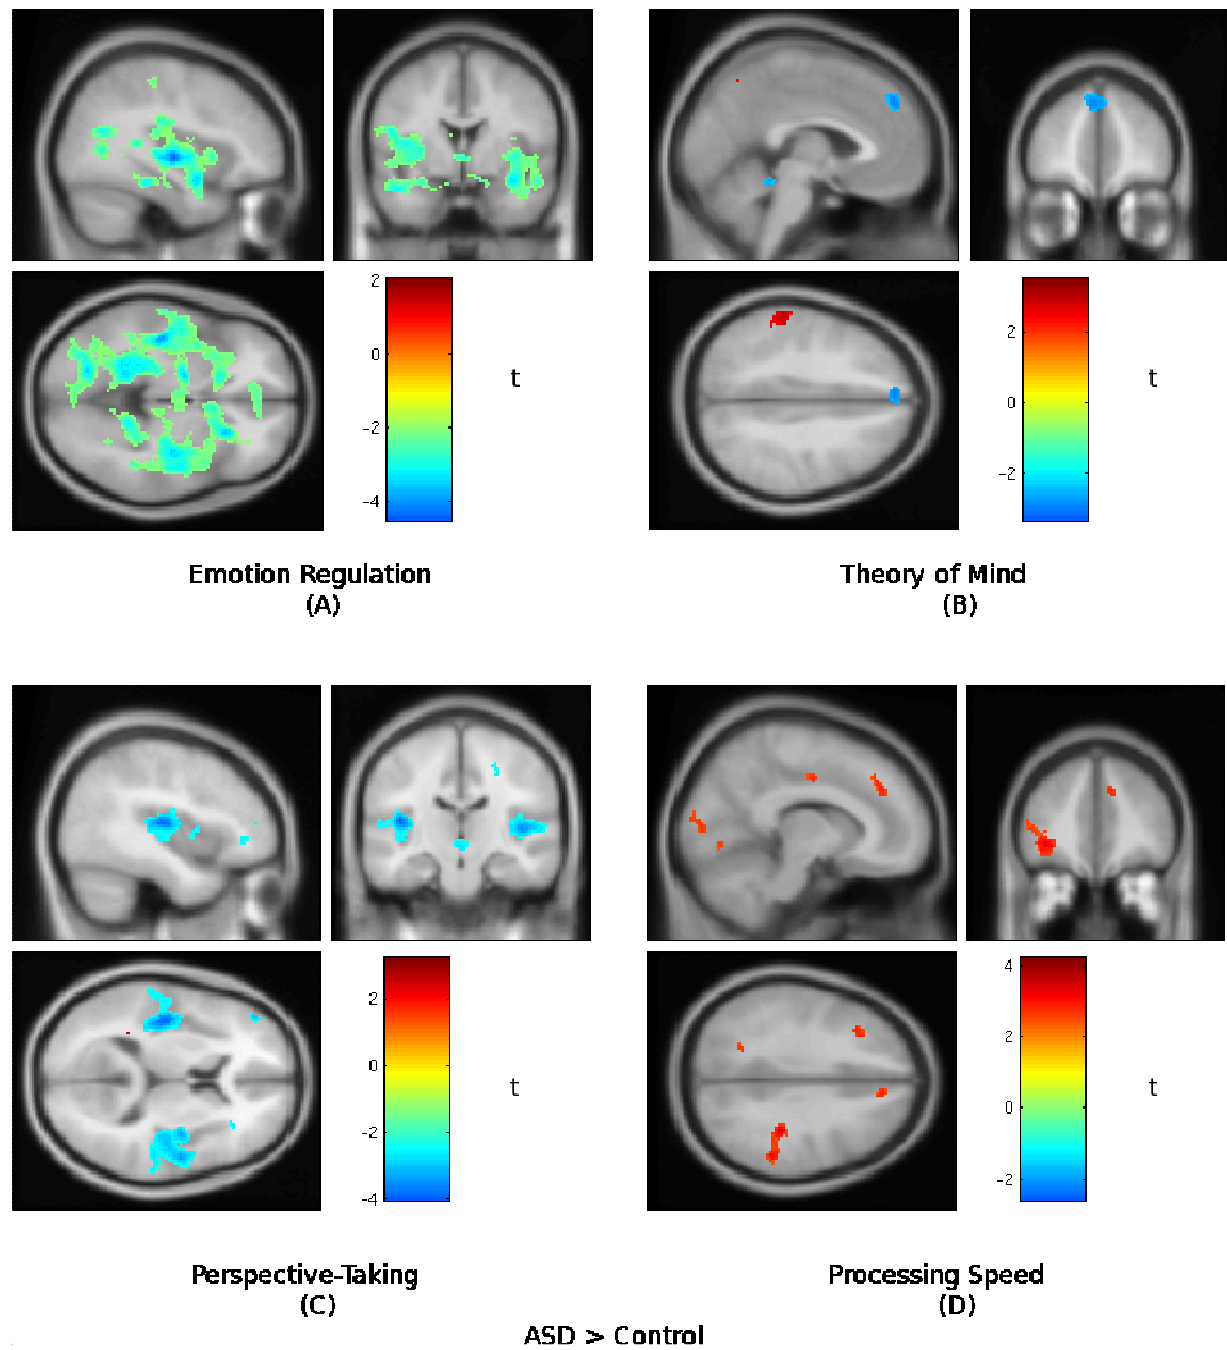 2
0
-2
-4
t
2
0
-2
t
Emotion Regulation
(A)
Theory of Mind
(B)
2
0
-2
-4
t
4
2
0
-2
t
Perspective-Taking
(C)
Processing Speed
(D)
ASD > Control